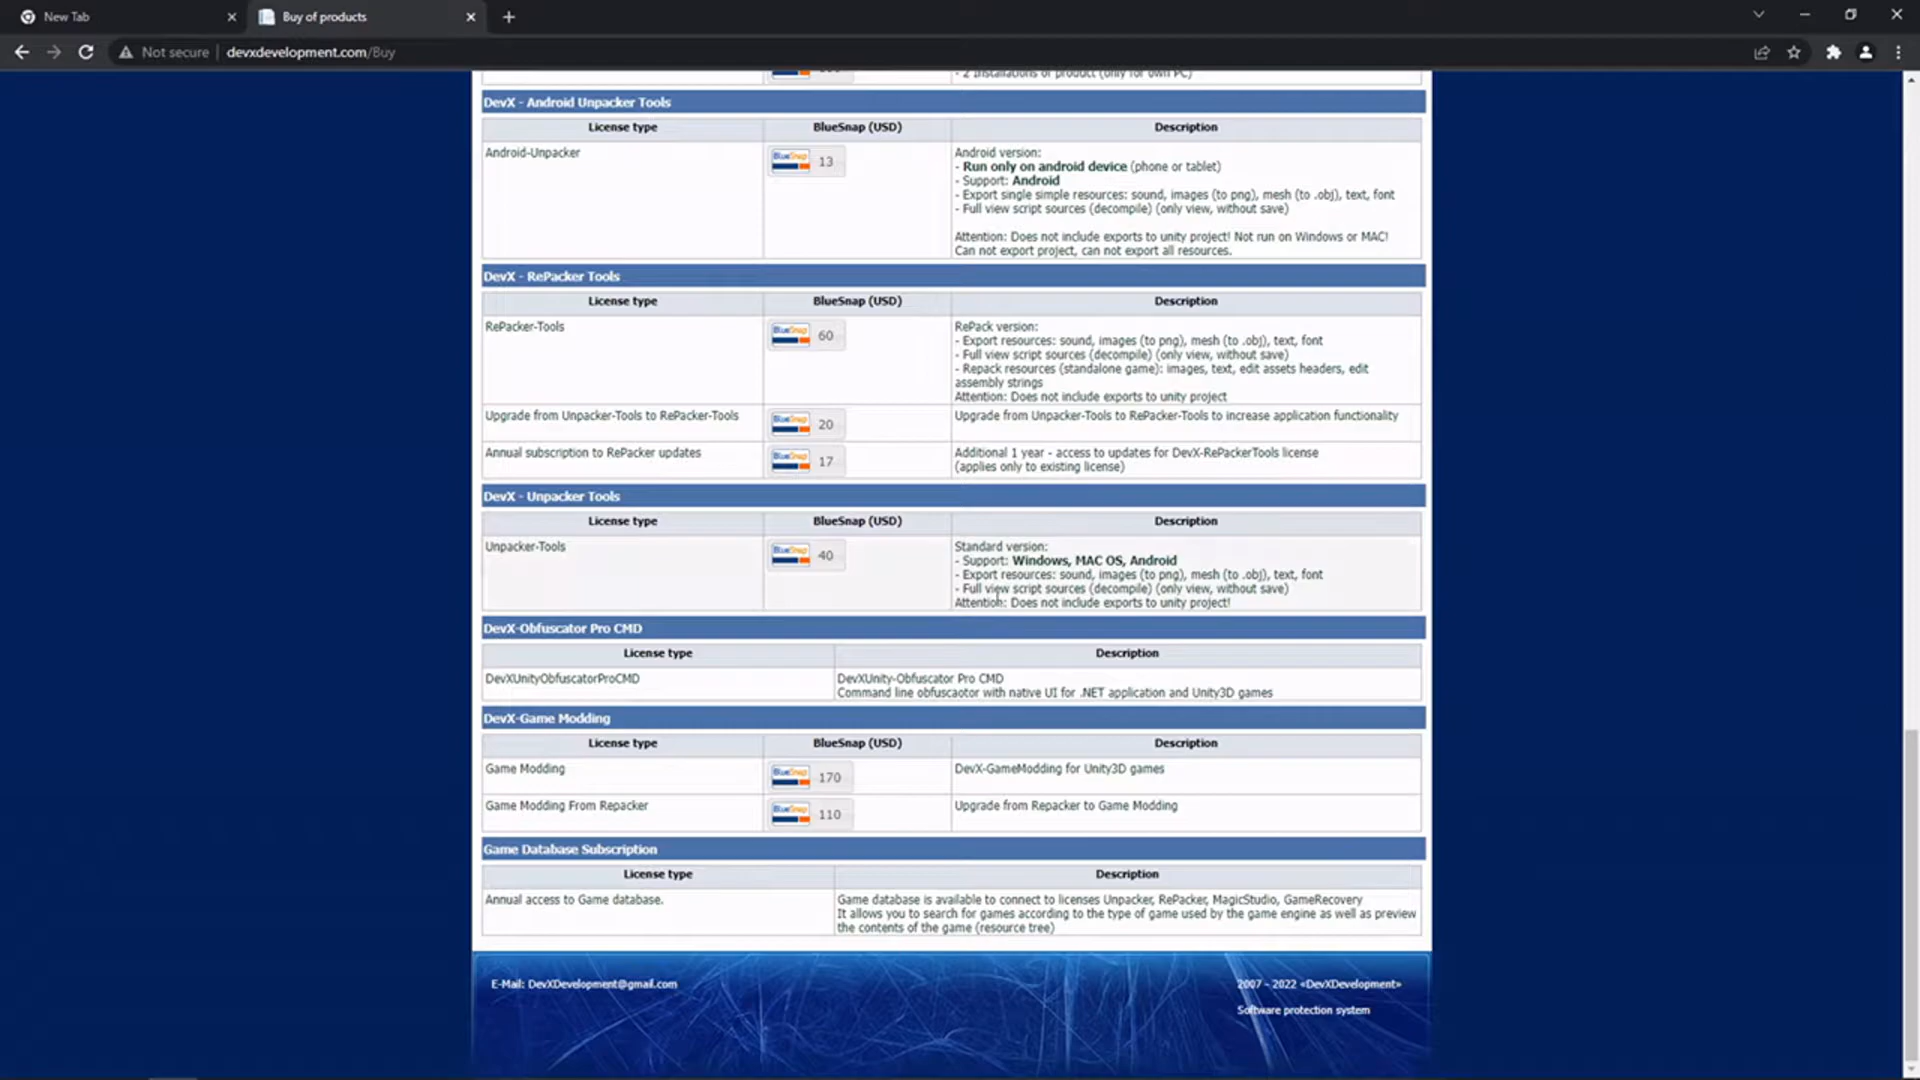 New Tab
Buy of products
Not secure
devxdevelopment.com/Buy
- 2 Installations of product (only for own PC)
DevX - Android Unpacker Tools
License type BlueSnap (USD) Description
Android-Unpacker BlueSnap 13 Android version:
- Run only on android device (phone or tablet)
- Support: Android
- Export single simple resources: sound, images (to png), mesh (to .obj), text, font
- Full view script sources (decompile) (only view, without save)
Attention: Does not include exports to unity project! Not run on Windows or MAC!
Can not export project, can not export all resources.
DevX - RePacker Tools
License type BlueSnap (USD) Description
RePacker-Tools BlueSnap 60 RePack version:
- Export resources: sound, images (to png), mesh (to .obj), text, font
- Full view script sources (decompile) (only view, without save)
- Repack resources (standalone game): images, text, edit assets headers, edit
assembly strings
Attention: Does not include exports to unity project
Upgrade from Unpacker-Tools to RePacker-Tools BlueSnap 20 Upgrade from Unpacker-Tools to RePacker-Tools to increase application functionality
Annual subscription to RePacker updates BlueSnap 17 Additional 1 year - access to updates for DevX-RePackerTools license
(applies only to existing license)
DevX - Unpacker Tools
License type BlueSnap (USD) Description
Unpacker-Tools BlueSnap 40 Standard version:
- Support: Windows, MAC OS, Android
- Export resources: sound, images (to png), mesh (to .obj), text, font
- Full view script sources (decompile) (only view, without save)
Attention: Does not include exports to unity project!
DevX-Obfuscator Pro CMD
License type Description
DevXUnityObfuscatorProCMD DevXUnity-Obfuscator Pro CMD
Command line obfuscaotor with native UI for .NET application and Unity3D games
DevX-Game Modding
License type BlueSnap (USD) Description
Game Modding BlueSnap 170 DevX-GameModding for Unity3D games
Game Modding From Repacker BlueSnap 110 Upgrade from Repacker to Game Modding
Game Database Subscription
License type Description
Annual access to Game database. Game database is available to connect to licenses Unpacker, RePacker, MagicStudio, GameRecovery
It allows you to search for games according to the type of game used by the game engine as well as preview
the contents of the game (resource tree)
E-Mail: DevXDevelopment@gmail.com 2007 - 2022 «DevXDevelopment»
Software protection system